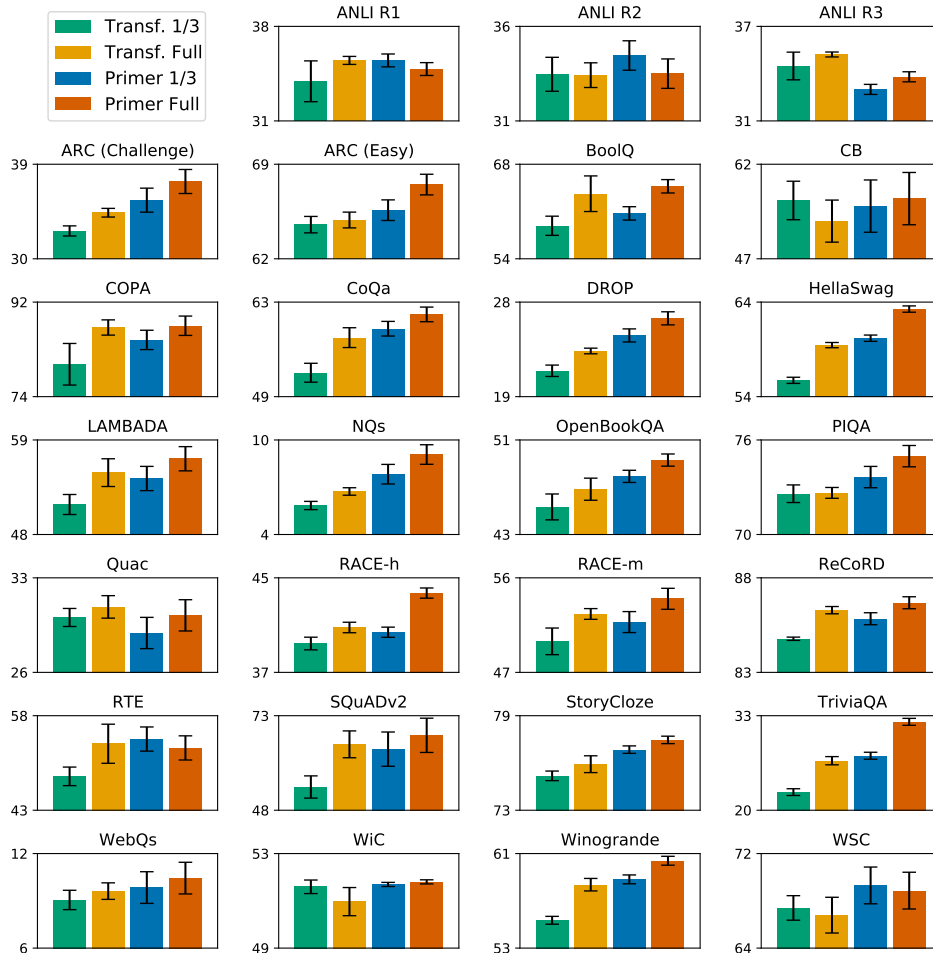 Transf. 1/3
Transf. Full
Primer 1/3
Primer Full
ANLI R1
38
31
ANLI R2
36
31
ANLI R3
37
31
ARC (Challenge)
39
30
ARC (Easy)
69
62
BoolQ
68
54
CB
62
47
COPA
92
74
CoQa
63
49
DROP
28
19
HellaSwag
64
54
LAMBADA
59
48
NQs
10
4
OpenBookQA
51
43
PIQA
76
70
Quac
33
26
RACE-h
45
37
RACE-m
56
47
ReCoRD
88
83
RTE
58
43
SQuADv2
73
48
StoryCloze
79
73
TriviaQA
33
20
WebQs
12
6
WiC
53
49
Winogrande
61
53
WSC
72
64